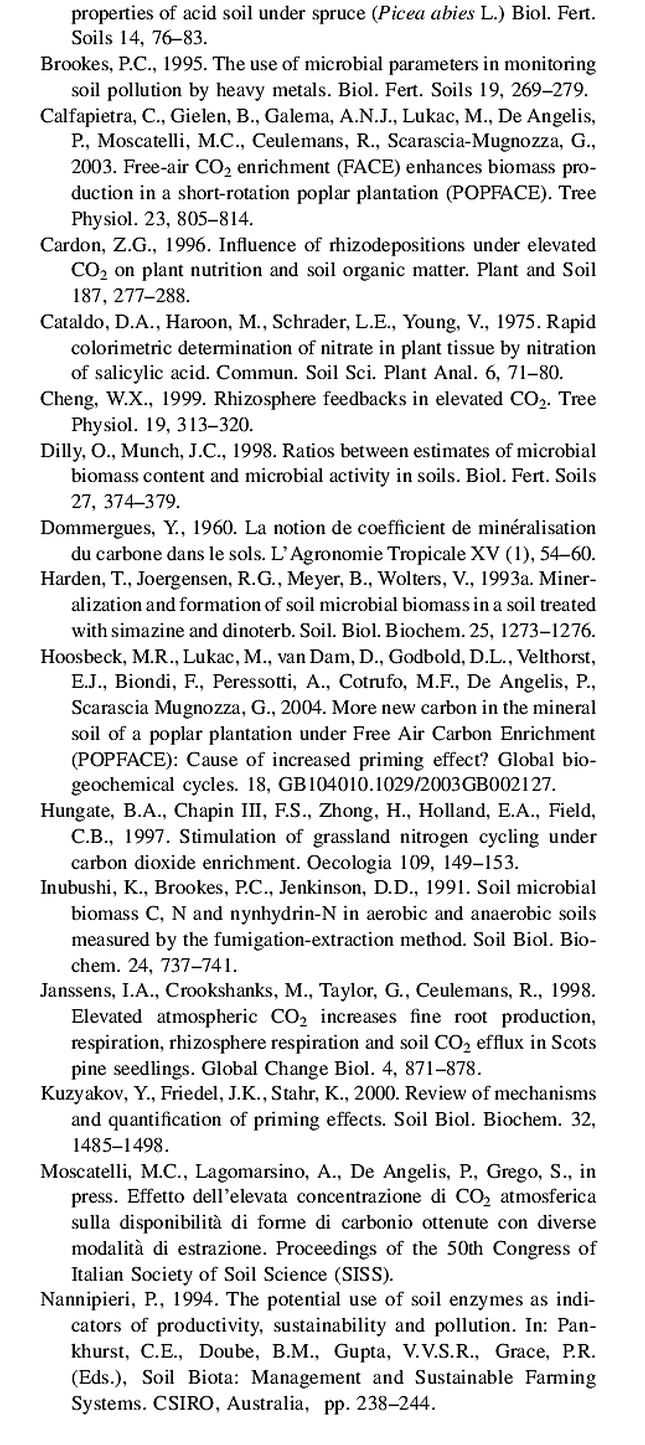 properties of acid soil under spruce (Picea abies L.) Biol. Fert.
Soils 14, 76–83.
Brookes, P.C., 1995. The use of microbial parameters in monitoring
soil pollution by heavy metals. Biol. Fert. Soils 19, 269–279.
Calfapietra, C., Gielen, B., Galema, A.N.J., Lukac, M., De Angelis,
P., Moscatelli, M.C., Ceulemans, R., Scarascia-Mugnozza, G.,
2003. Free-air CO₂ enrichment (FACE) enhances biomass pro-
duction in a short-rotation poplar plantation (POPFACE). Tree
Physiol. 23, 805–814.
Cardon, Z.G., 1996. Influence of rhizodepositions under elevated
CO₂ on plant nutrition and soil organic matter. Plant and Soil
187, 277–288.
Cataldo, D.A., Haroon, M., Schrader, L.E., Young, V., 1975. Rapid
colorimetric determination of nitrate in plant tissue by nitration
of salicylic acid. Commun. Soil Sci. Plant Anal. 6, 71–80.
Cheng, W.X., 1999. Rhizosphere feedbacks in elevated CO₂. Tree
Physiol. 19, 313–320.
Dilly, O., Munch, J.C., 1998. Ratios between estimates of microbial
biomass content and microbial activity in soils. Biol. Fert. Soils
27, 374–379.
Dommergues, Y., 1960. La notion de coefficient de minéralisation
du carbone dans le sols. L'Agronomie Tropicale XV (1), 54–60.
Harden, T., Joergensen, R.G., Meyer, B., Wolters, V., 1993a. Miner-
alization and formation of soil microbial biomass in a soil treated
with simazine and dinoterb. Soil. Biol. Biochem. 25, 1273–1276.
Hoosbeck, M.R., Lukac, M., van Dam, D., Godbold, D.L., Velthorst,
E.J., Biondi, F., Peressotti, A., Cotrufo, M.F., De Angelis, P.,
Scarascia Mugnozza, G., 2004. More new carbon in the mineral
soil of a poplar plantation under Free Air Carbon Enrichment
(POPFACE): Cause of increased priming effect? Global bio-
geochemical cycles. 18, GB104010.1029/2003GB002127.
Hungate, B.A., Chapin III, F.S., Zhong, H., Holland, E.A., Field,
C.B., 1997. Stimulation of grassland nitrogen cycling under
carbon dioxide enrichment. Oecologia 109, 149–153.
Inubushi, K., Brookes, P.C., Jenkinson, D.D., 1991. Soil microbial
biomass C, N and nynhydrin-N in aerobic and anaerobic soils
measured by the fumigation-extraction method. Soil Biol. Bio-
chem. 24, 737–741.
Janssens, I.A., Crookshanks, M., Taylor, G., Ceulemans, R., 1998.
Elevated atmospheric CO₂ increases fine root production,
respiration, rhizosphere respiration and soil CO₂ efflux in Scots
pine seedlings. Global Change Biol. 4, 871–878.
Kuzyakov, Y., Friedel, J.K., Stahr, K., 2000. Review of mechanisms
and quantification of priming effects. Soil Biol. Biochem. 32,
1485–1498.
Moscatelli, M.C., Lagomarsino, A., De Angelis, P., Grego, S., in
press. Effetto dell'elevata concentrazione di CO₂ atmosferica
sulla disponibilità di forme di carbonio ottenute con diverse
modalità di estrazione. Proceedings of the 50th Congress of
Italian Society of Soil Science (SISS).
Nannipieri, P., 1994. The potential use of soil enzymes as indi-
cators of productivity, sustainability and pollution. In: Pan-
khurst, C.E., Doube, B.M., Gupta, V.V.S.R., Grace, P.R.
(Eds.), Soil Biota: Management and Sustainable Farming
Systems. CSIRO, Australia, pp. 238–244.